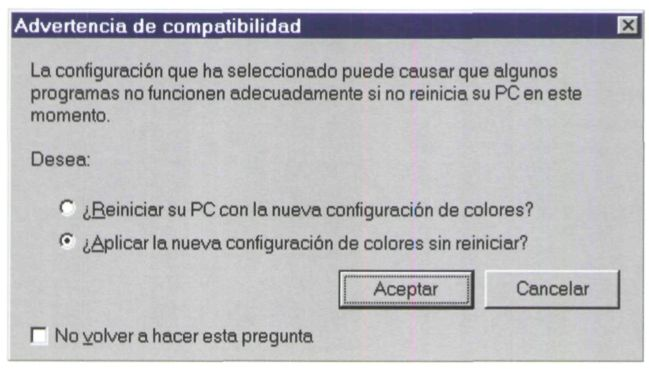 Advertencia de compatibilidad
La configuración que ha seleccionado puede causar que algunos
programas no funcionen adecuadamente si no reinicia su PC en este
momento.
Desea:
¿Reiniciar su PC con la nueva configuración de colores?
¿Aplicar la nueva configuración de colores sin reiniciar?
Aceptar Cancelar
No volver a hacer esta pregunta